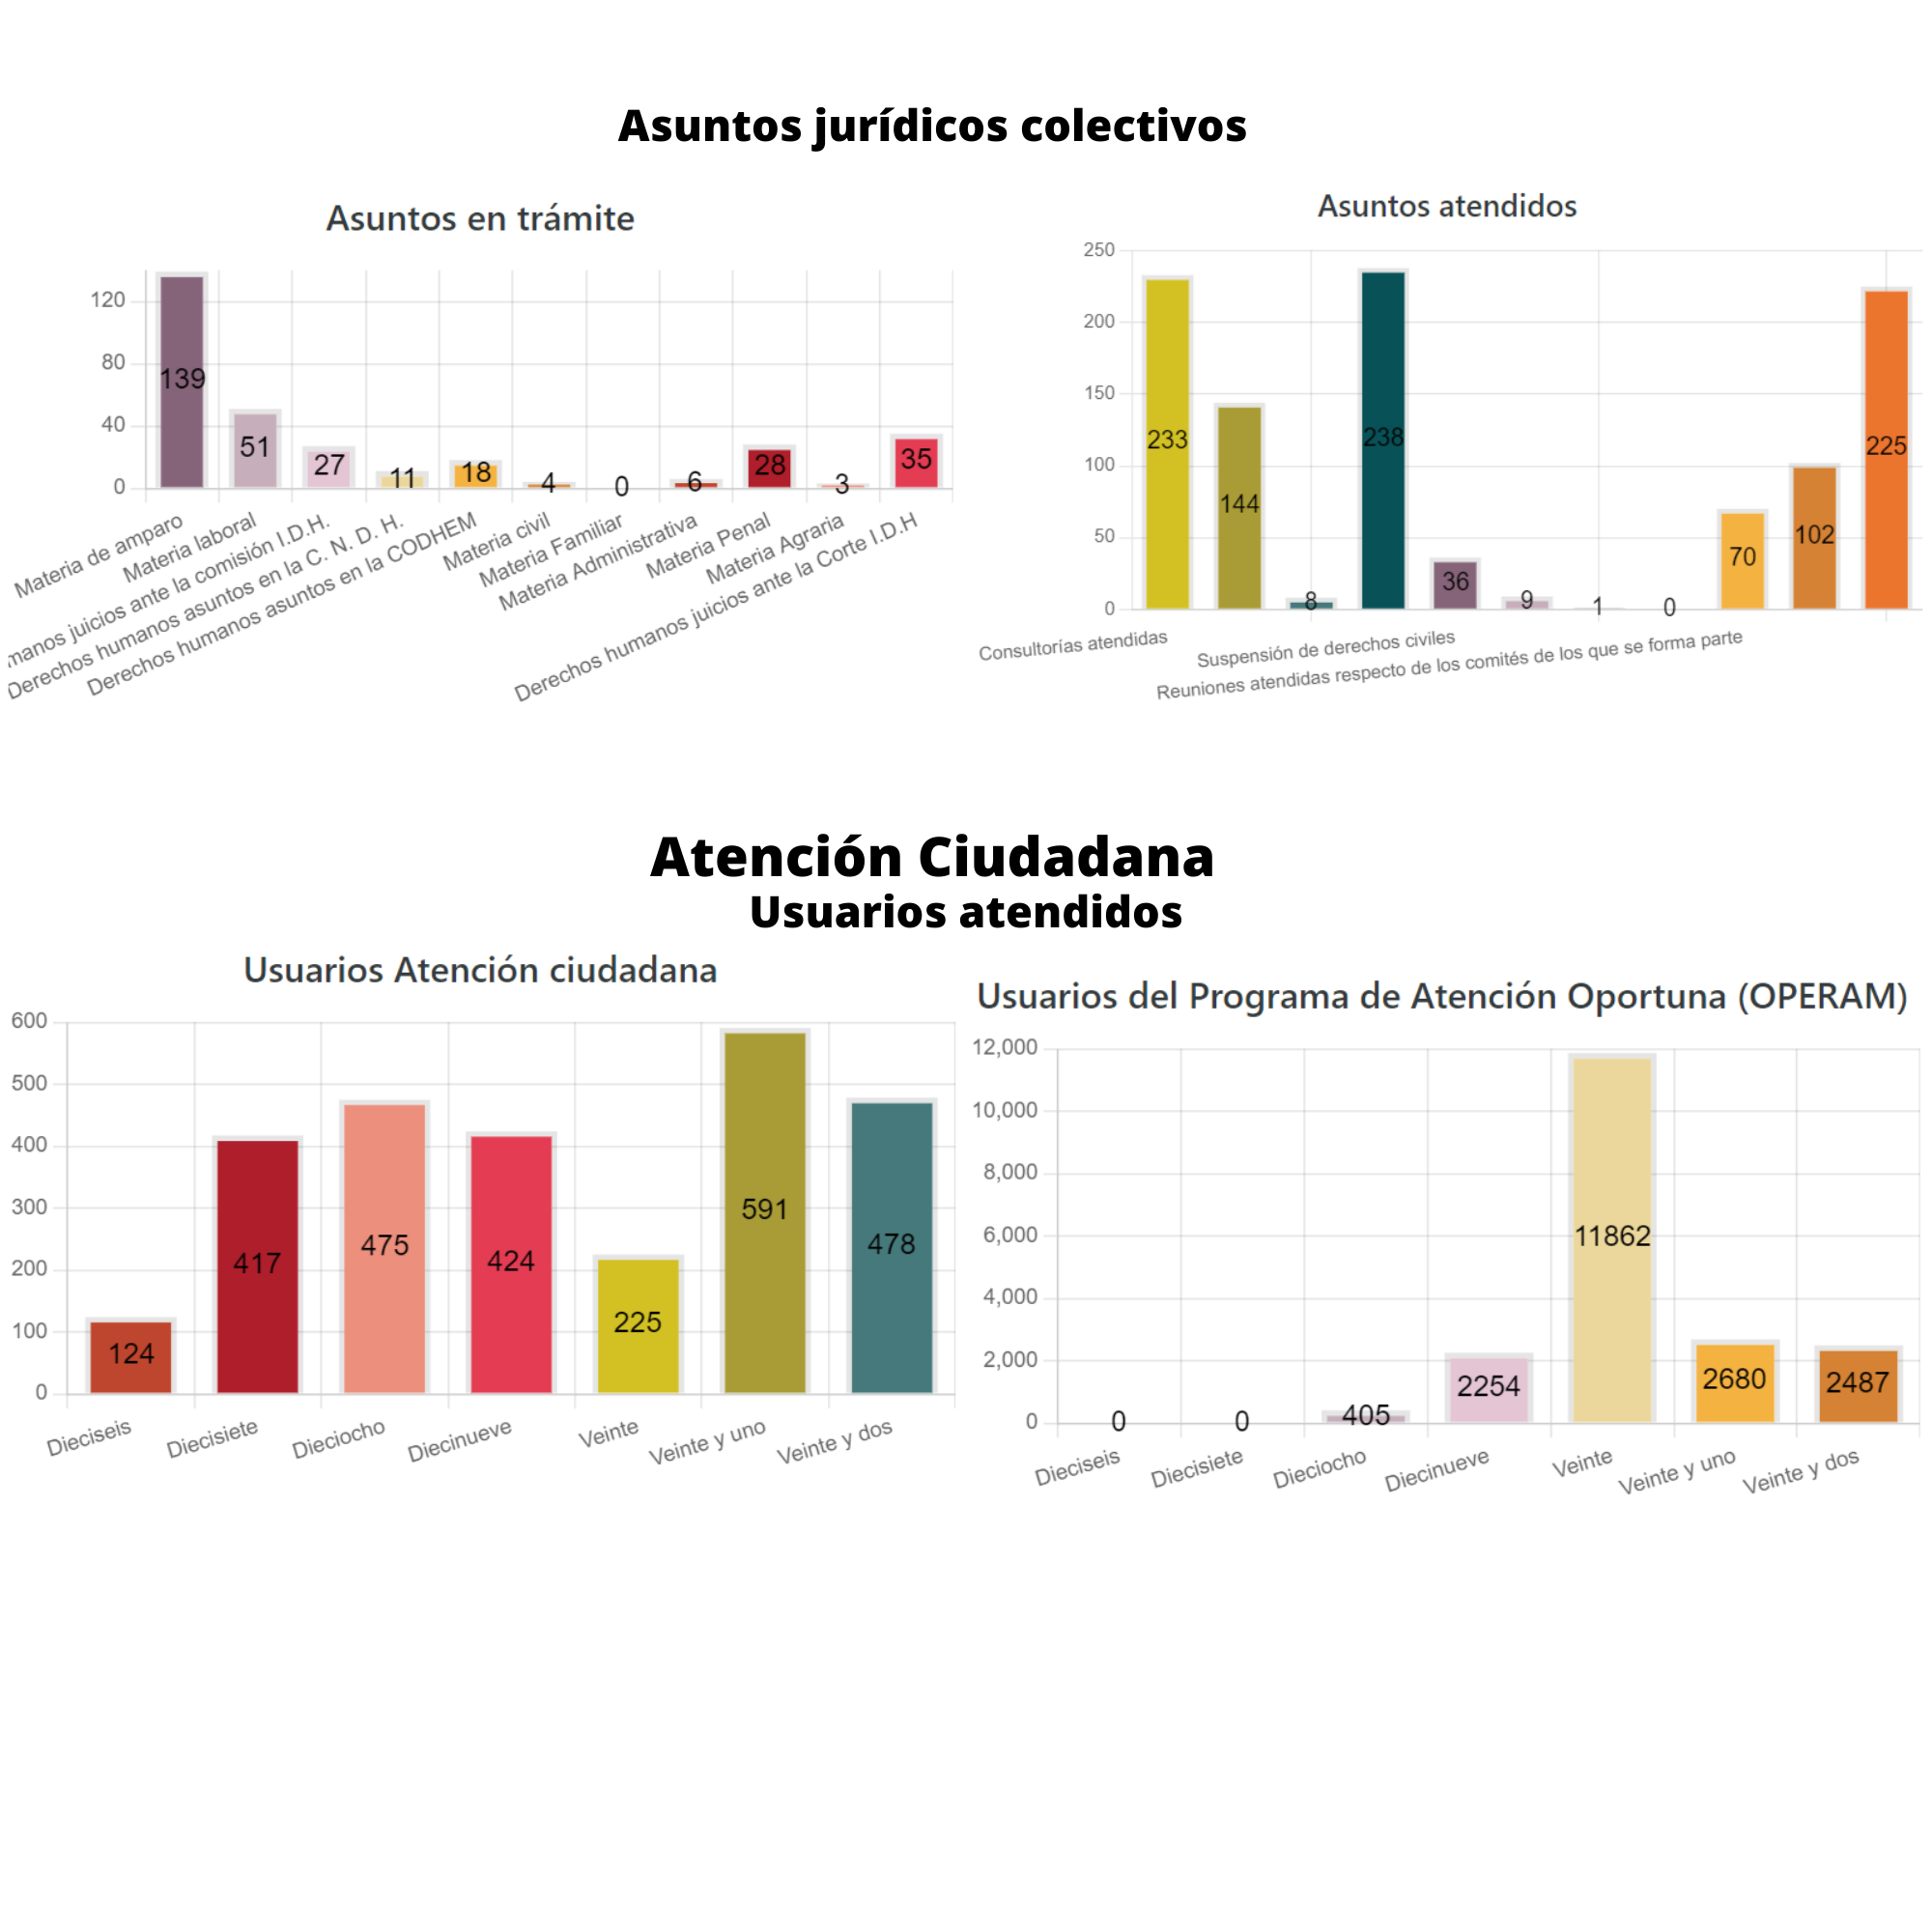 Asuntos jurídicos colectivos
Asuntos en trámite
120
80
40
0
139
51
27
11
18
4
0
6
28
3
35
Materia de amparo
Materia laboral
juicios ante la comisión I.D.H.
Derechos humanos asuntos en la C. N. D. H.
Derechos humanos asuntos en la CODHEM
Materia civil
Materia Familiar
Materia Administrativa
Materia Penal
Materia Agraria
Derechos humanos juicios ante la Corte I.D.H
Asuntos atendidos
250
200
150
100
50
0
233
144
8
238
36
9
1
0
70
102
225
Consultorías atendidas
Suspensión de derechos civiles
Reuniones atendidas respecto de los comités de los que se forma parte
Atención Ciudadana
Usuarios atendidos
Usuarios Atención ciudadana
600
500
400
300
200
100
0
124
417
475
424
225
591
478
Dieciseis
Diecisiete
Dieciocho
Diecinueve
Veinte
Veinte y uno
Veinte y dos
Usuarios del Programa de Atención Oportuna (OPERAM)
12,000
10,000
8,000
6,000
4,000
2,000
0
0
0
405
2254
11862
2680
2487
Dieciseis
Diecisiete
Dieciocho
Diecinueve
Veinte
Veinte y uno
Veinte y dos